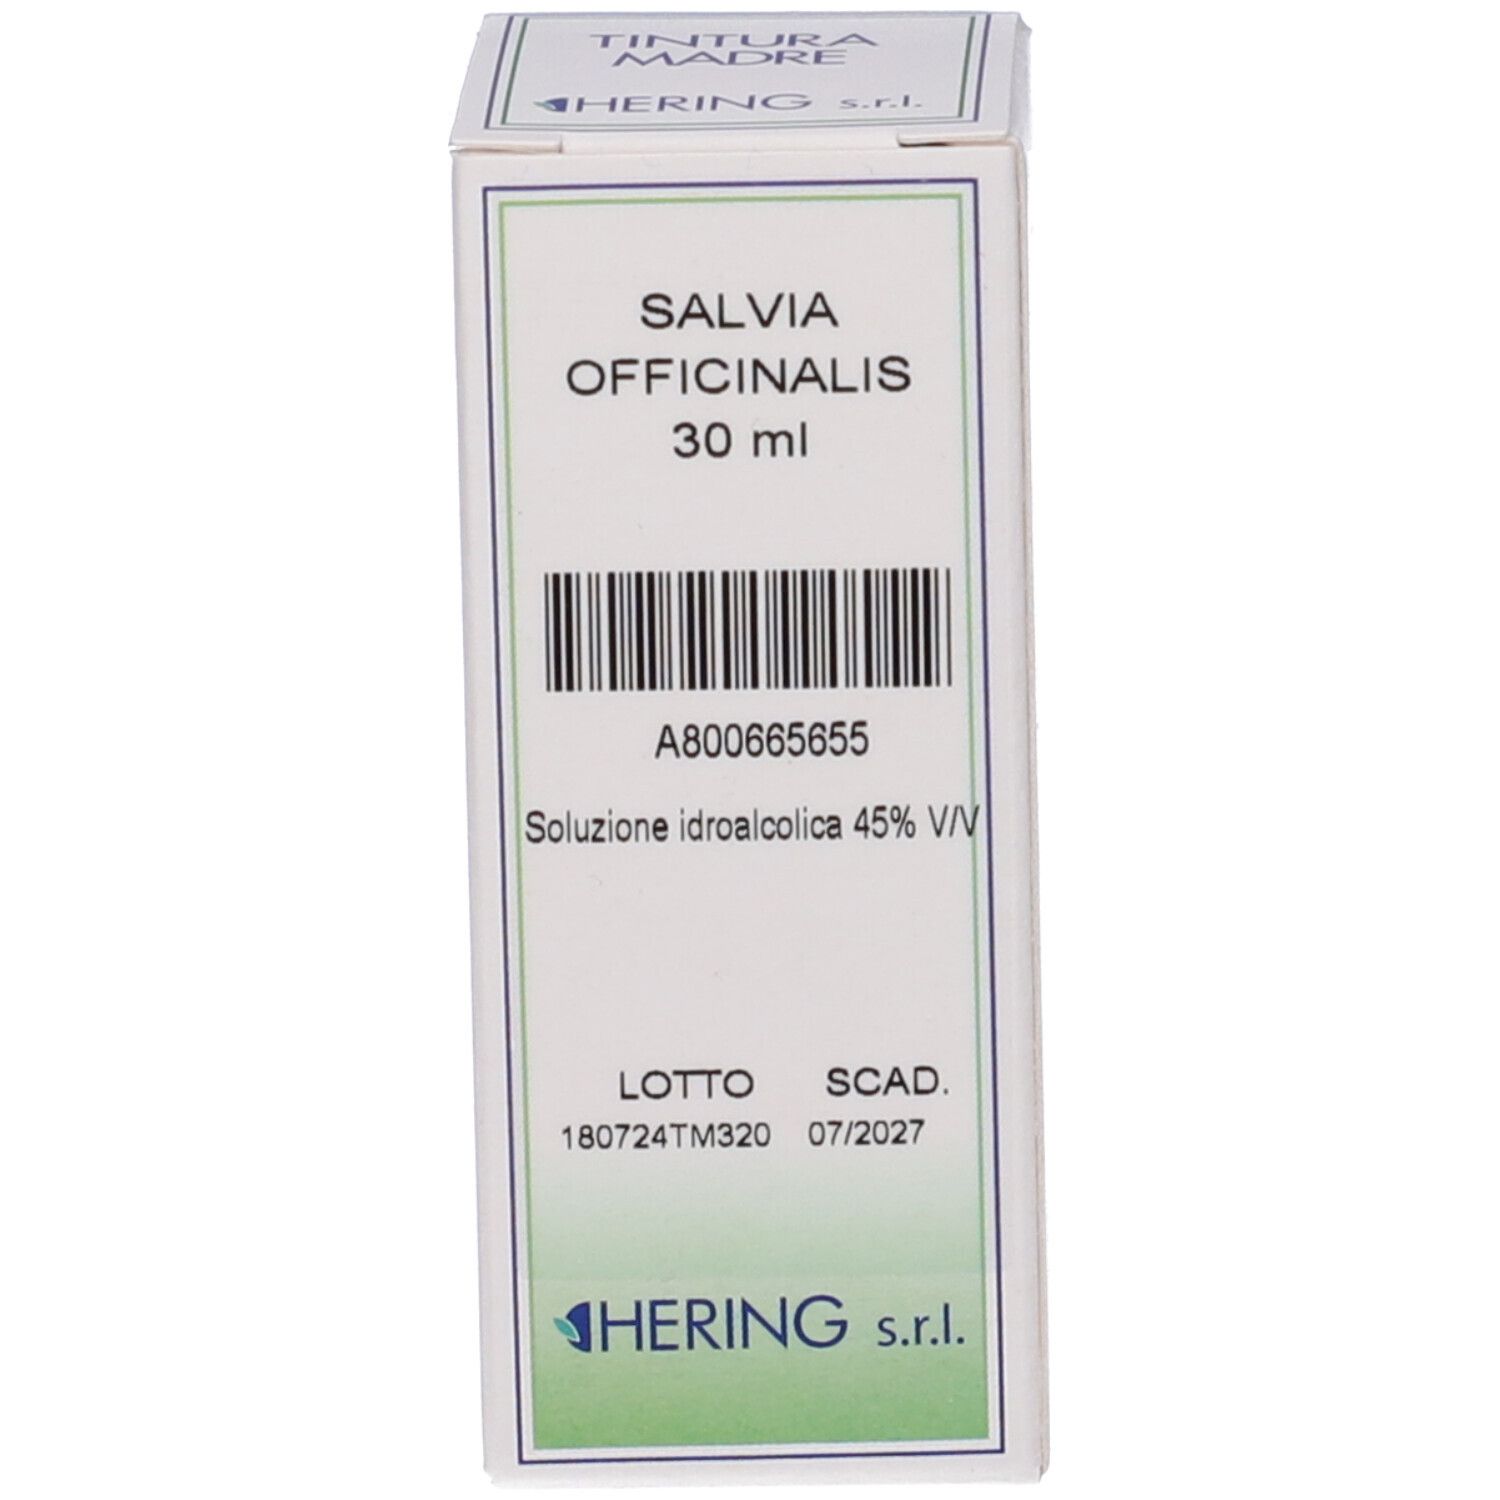 TINTURA
MADRE
HERING s.r.l.
SALVIA
OFFICINALIS
30 ml
A800665655
Soluzione idroalcolica 45% V/V
LOTTO SCAD.
180724TM320 07/2027
HERING s.r.l.